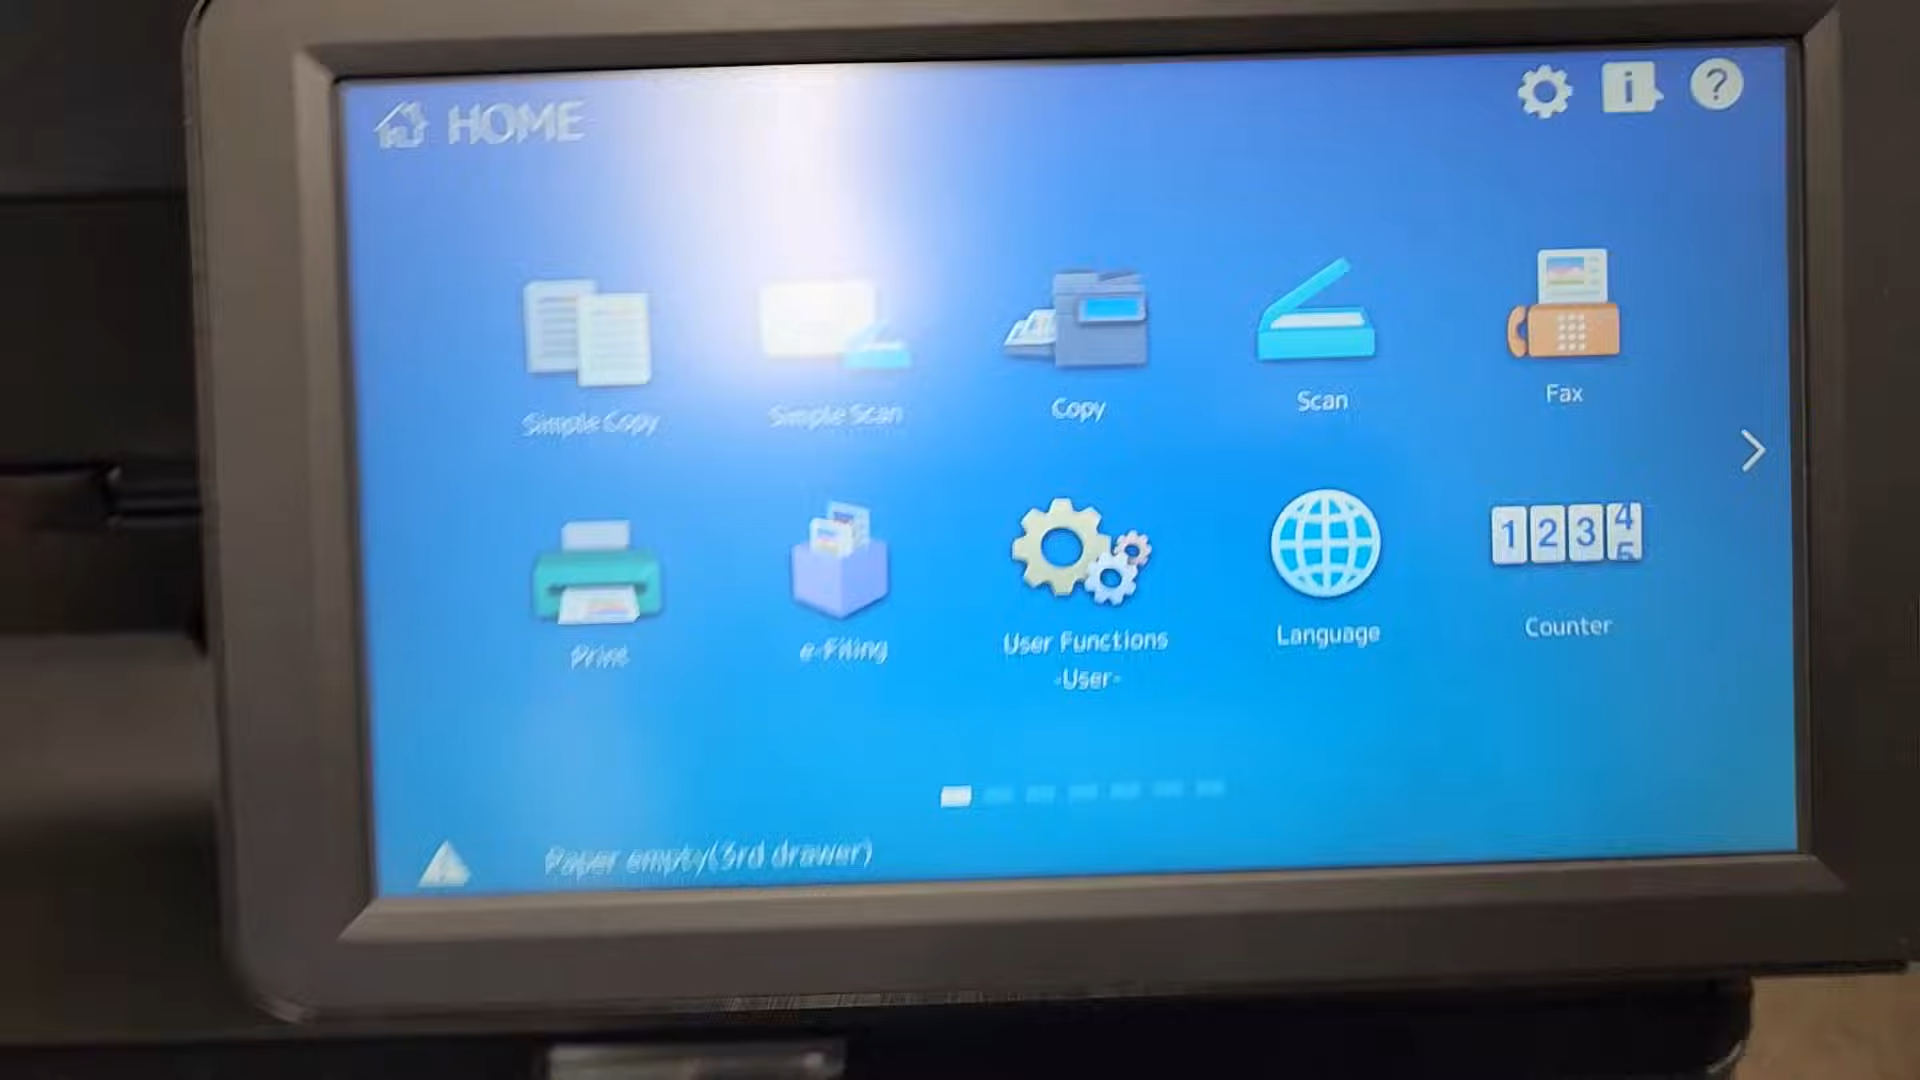 HOME
i ?
Simple Copy
Simple Scan
Copy
Scan
Fax
1 2 3 4
5
Print
e-Filing
User Functions
-User-
Language
Counter
Paper empty(3rd drawer)